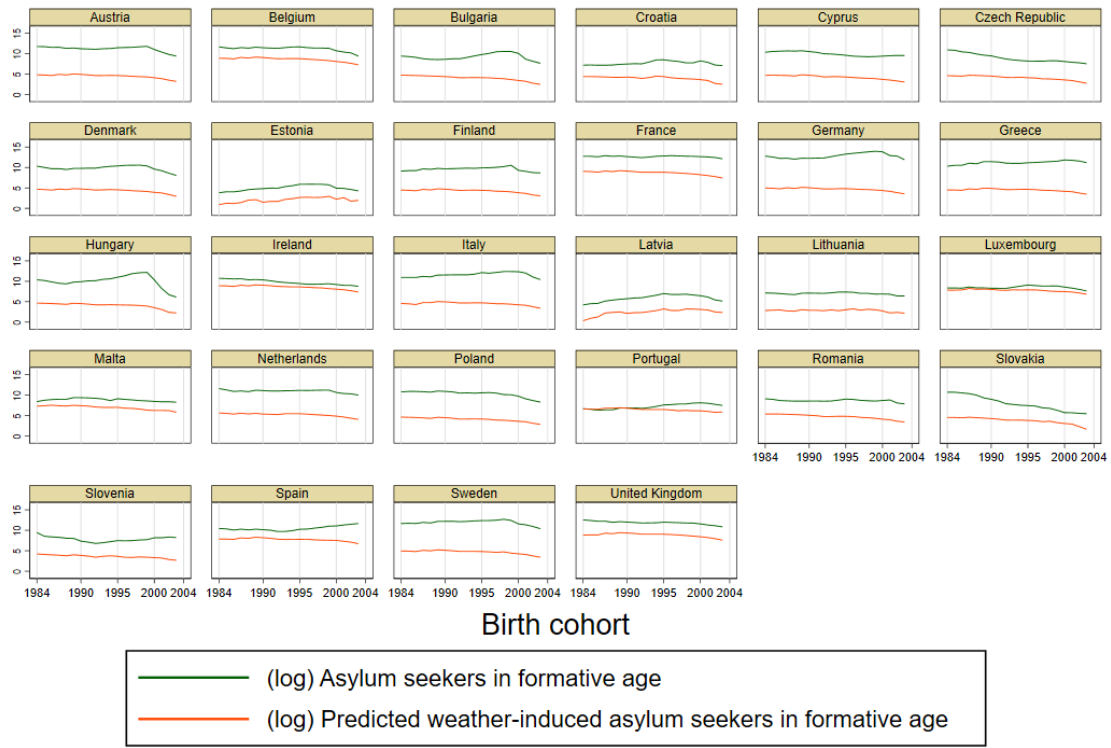 Austria Belgium Bulgaria Croatia Cyprus Czech Republic
0 5 10 15
Denmark Estonia Finland France Germany Greece
0 5 10 15
Hungary Ireland Italy Latvia Lithuania Luxembourg
0 5 10 15
Malta Netherlands Poland Portugal Romania Slovakia
0 5 10 15
1984 1990 1995 2000 2004 1984 1990 1995 2000 2004
Slovenia Spain Sweden United Kingdom
0 5 10 15
1984 1990 1995 2000 2004 1984 1990 1995 2000 2004 1984 1990 1995 2000 2004 1984 1990 1995 2000 2004
Birth cohort
(log) Asylum seekers in formative age
(log) Predicted weather-induced asylum seekers in formative age